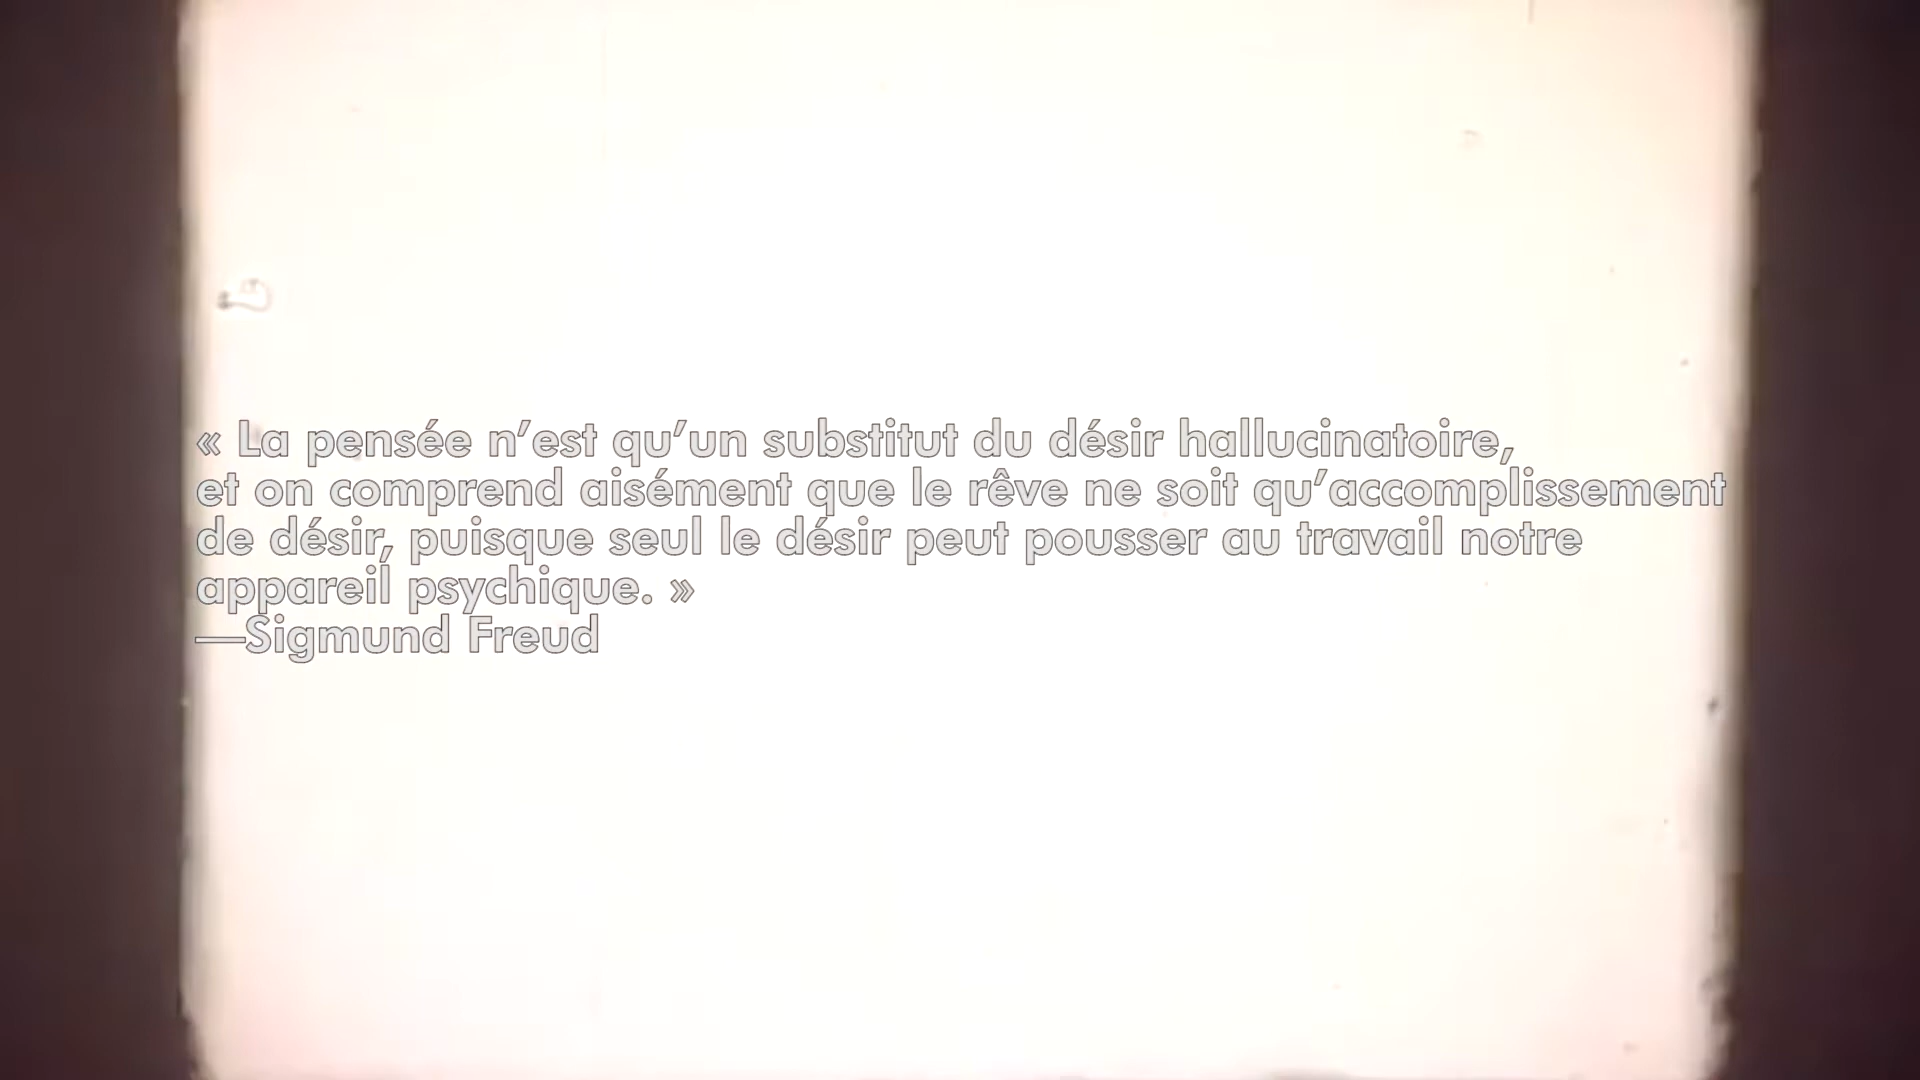 « La pensée n’est qu’un substitut du désir hallucinatoire,
et on comprend aisément que le rêve ne soit qu’accomplissement
de désir, puisque seul le désir peut pousser au travail notre
appareil psychique. »
—Sigmund Freud